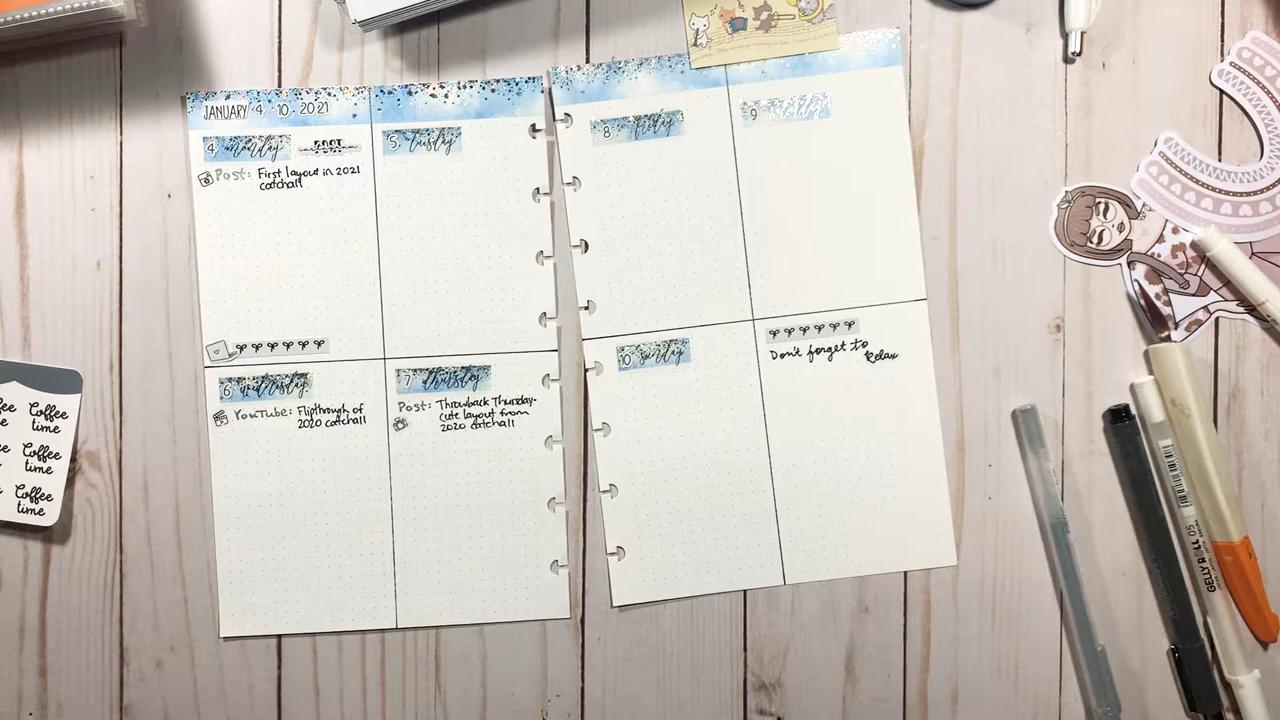 JANUARY 4 - 10 - 2021
4 monday
Post: First layout in 2021
catchall
5 tuesday
6 wednesday
YouTube: Flipthrough of
2020 catchall
7 thursday
Post: Throwback Thursday-
cute layout from
2020 catchall
8 friday
9
10 sunday
Don't forget to
Relax
Coffee
time
Coffee
time
Coffee
time
GELLY ROLL 05